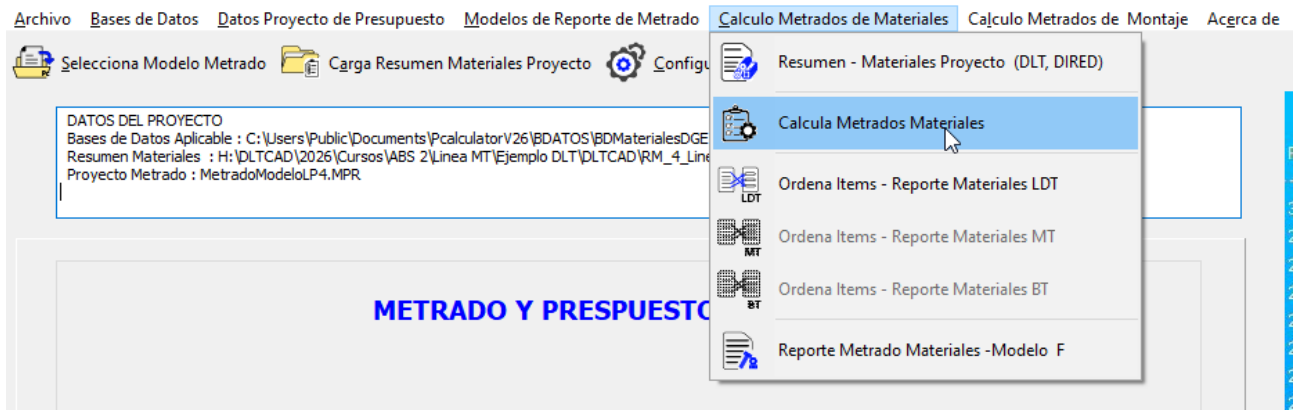 Archivo Bases de Datos Datos Proyecto de Presupuesto Modelos de Reporte de Metrado Calculo Metrados de Materiales Calculo Metrados de Montaje Acerca de
Selecciona Modelo Metrado Carga Resumen Materiales Proyecto
Resumen - Materiales Proyecto (DLT, DIRED)
Calcula Metrados Materiales
LDT Ordena Items - Reporte Materiales LDT
MT Ordena Items - Reporte Materiales MT
BT Ordena Items - Reporte Materiales BT
Reporte Metrado Materiales -Modelo F
DATOS DEL PROYECTO
Bases de Datos Aplicable : C:\Users\Public\Documents\PcalculatorV26\BDATOS\BDMaterialesDGE
Resumen Materiales : H:\DLTCAD\2026\Cursos\ABS 2\Linea MT\Ejemplo DLT\DLTCAD\RM_4_Line
Proyecto Metrado : MetradoModeloLP4.MPR
METRADO Y PRESPUESTO